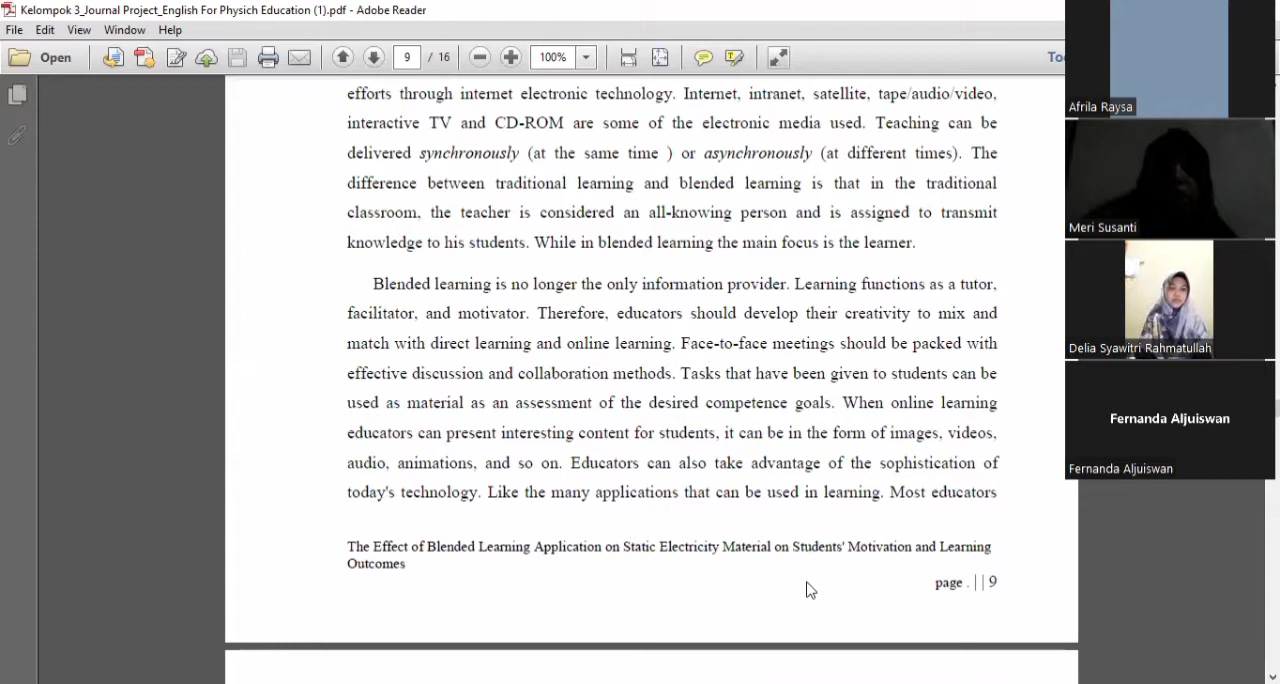 Kelompok 3_Journal Project_English For Physich Education (1).pdf - Adobe Reader
File Edit View Window Help
Open 9 / 16 100% To
efforts through internet electronic technology. Internet, intranet, satellite, tape/audio/video,
interactive TV and CD-ROM are some of the electronic media used. Teaching can be
delivered synchronously (at the same time ) or asynchronously (at different times). The
difference between traditional learning and blended learning is that in the traditional
classroom, the teacher is considered an all-knowing person and is assigned to transmit
knowledge to his students. While in blended learning the main focus is the learner.
Blended learning is no longer the only information provider. Learning functions as a tutor,
facilitator, and motivator. Therefore, educators should develop their creativity to mix and
match with direct learning and online learning. Face-to-face meetings should be packed with
effective discussion and collaboration methods. Tasks that have been given to students can be
used as material as an assessment of the desired competence goals. When online learning
educators can present interesting content for students, it can be in the form of images, videos,
audio, animations, and so on. Educators can also take advantage of the sophistication of
today's technology. Like the many applications that can be used in learning. Most educators
The Effect of Blended Learning Application on Static Electricity Material on Students' Motivation and Learning
Outcomes
page . || 9
Afrila Raysa
Meri Susanti
Delia Syawitri Rahmatullah
Fernanda Aljuiswan
Fernanda Aljuiswan